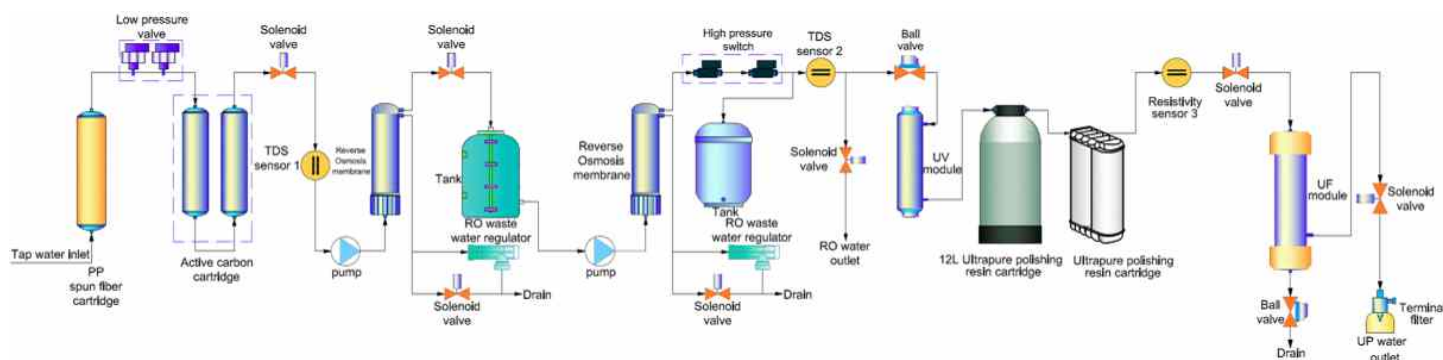 Low pressure
valve
Solenoid
valve
Solenoid
valve
High pressure
switch
TDS
sensor 2
Ball
valve
TDS
sensor 1
Reverse
Osmosis
membrane
Tank
Reverse
Osmosis
membrane
Solenoid
valve
UV
module
Resistivity
sensor 3
Solenoid
valve
UF
module
Solenoid
valve
Tap water inlet
PP
spun fiber
cartridge
Active carbon
cartridge
pump
RO waste
water regulator
Solenoid
valve
Drain
pump
Tank
RO waste
water regulator
Solenoid
valve
Drain
RO water
outlet
12L Ultrapure polishing
resin cartridge
Ultrapure polishing
resin cartridge
Ball
valve
Drain
Terminal
filter
UP water
outlet